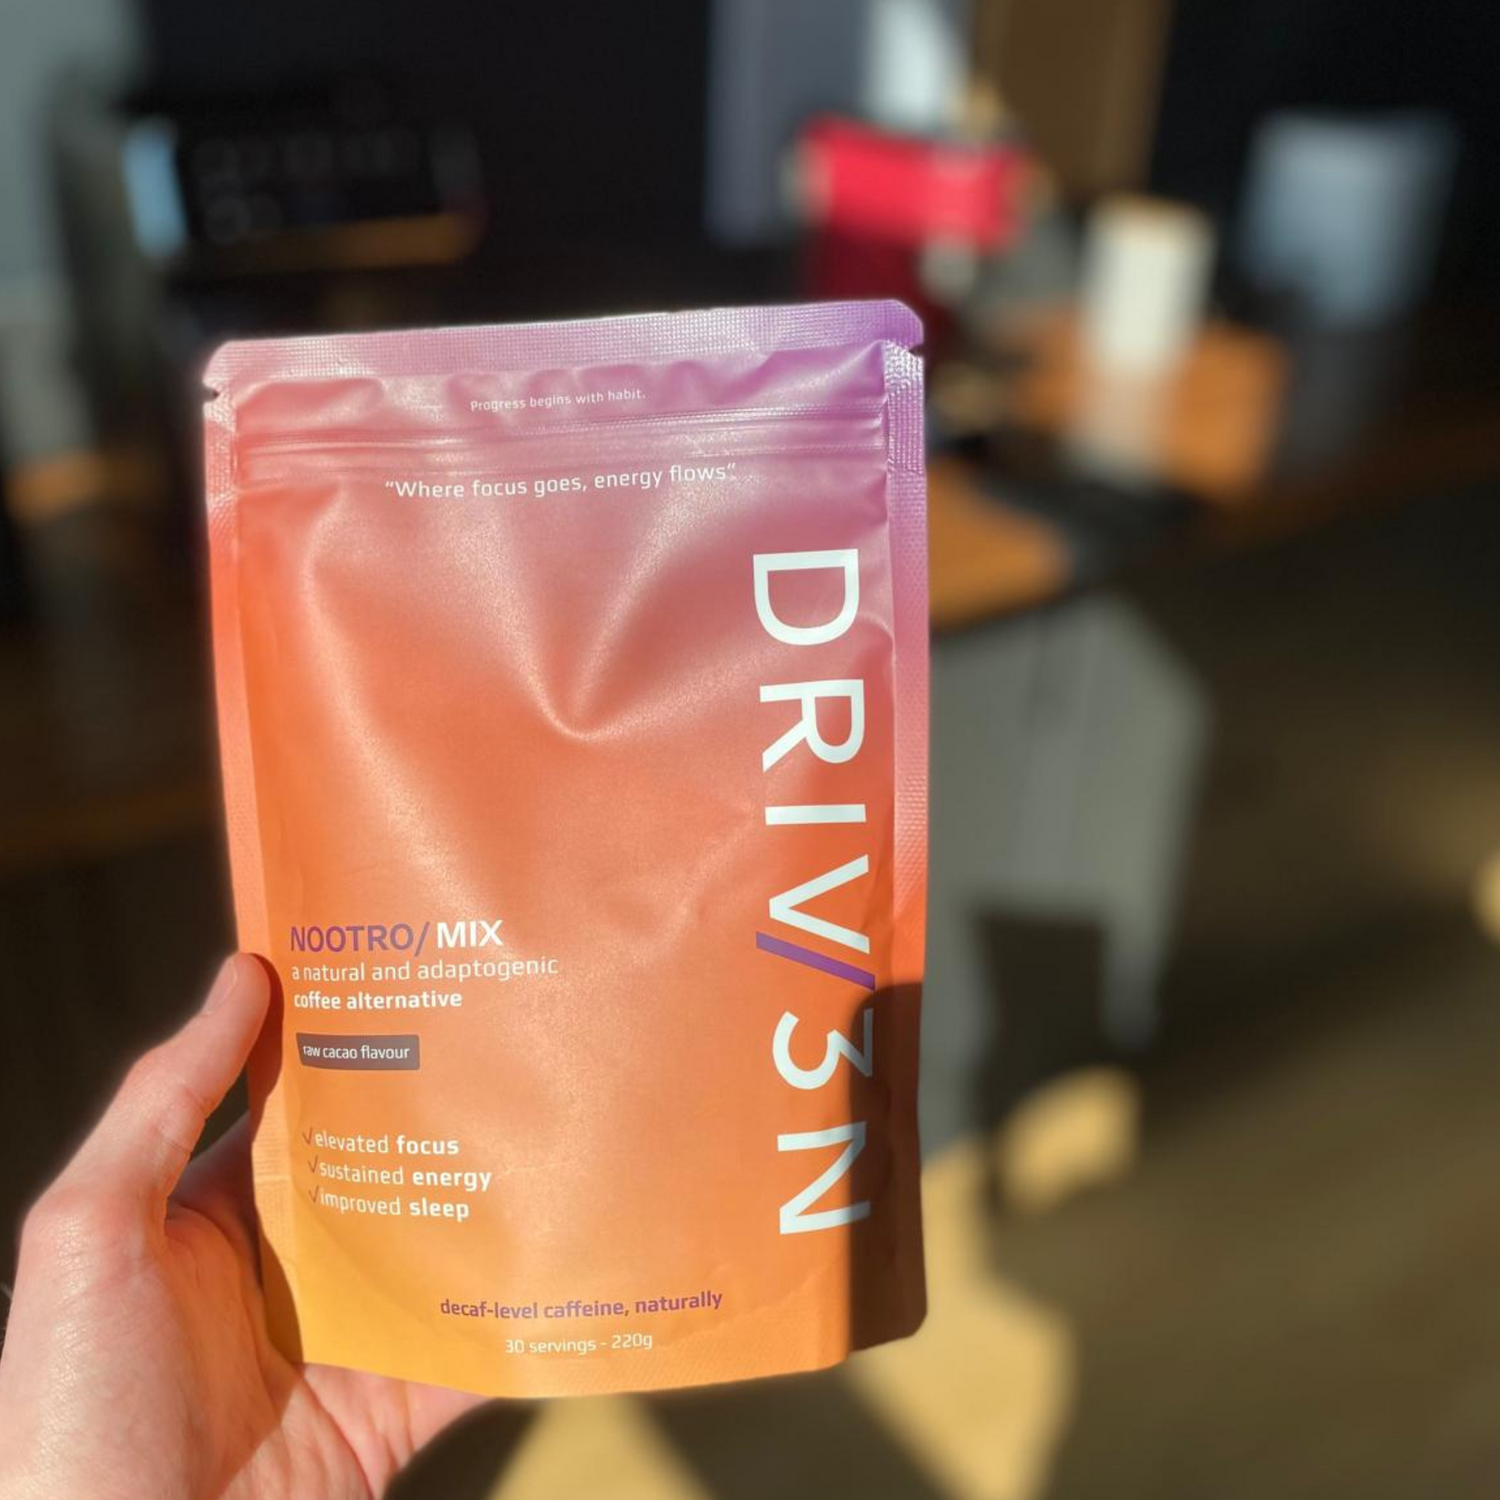 Progress begins with habit.
“Where focus goes, energy flows“
DRIV/3N
NOOTRO/MIX
a natural and adaptogenic
coffee alternative
raw cacao flavour
✓elevated focus
✓sustained energy
✓improved sleep
decaf-level caffeine, naturally
30 servings - 220g